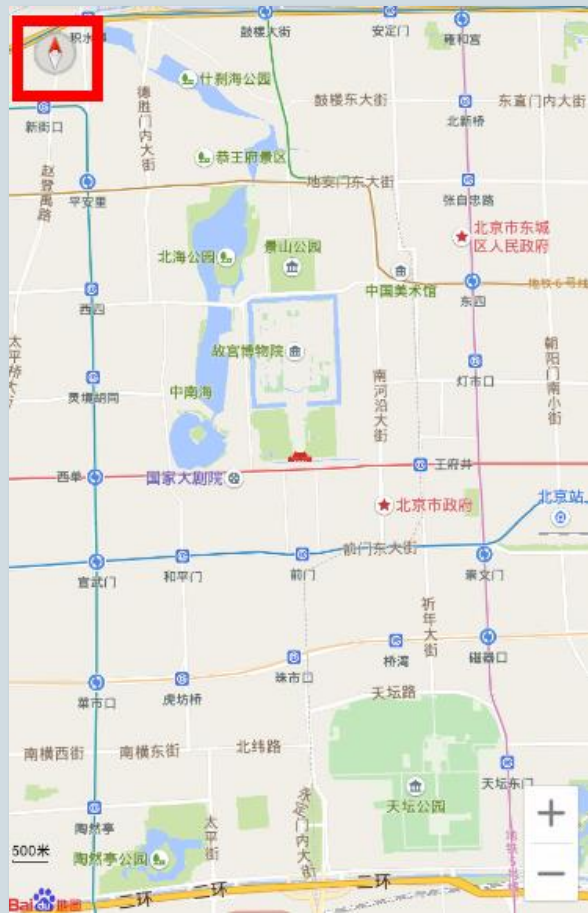 积水潭
鼓楼大街
安定门
雍和宫
什刹海公园
德胜门内大街
鼓楼东大街
东直门内大街
新街口
北新桥
恭王府景区
赵登禹路
平安里
地安门东大街
张自忠路
北京市东城
区人民政府
北海公园
景山公园
中国美术馆
地铁6号线
西四
东四
太平桥大街
故宫博物院
朝阳门南小街
灵境胡同
中南海
南河沿大街
灯市口
西单
国家大剧院
王府井
北京市政府
北京站
前门东大街
宣武门
和平门
前门
崇文门
祈年大街
桥湾
磁器口
珠市口
菜市口
虎坊桥
天坛路
南横西街
南横东街
北纬路
天坛东门
永定门内大街
天坛公园
陶然亭
太平街
地铁5号线
500米
陶然亭公园
Bai 地图
二环
二环
二环